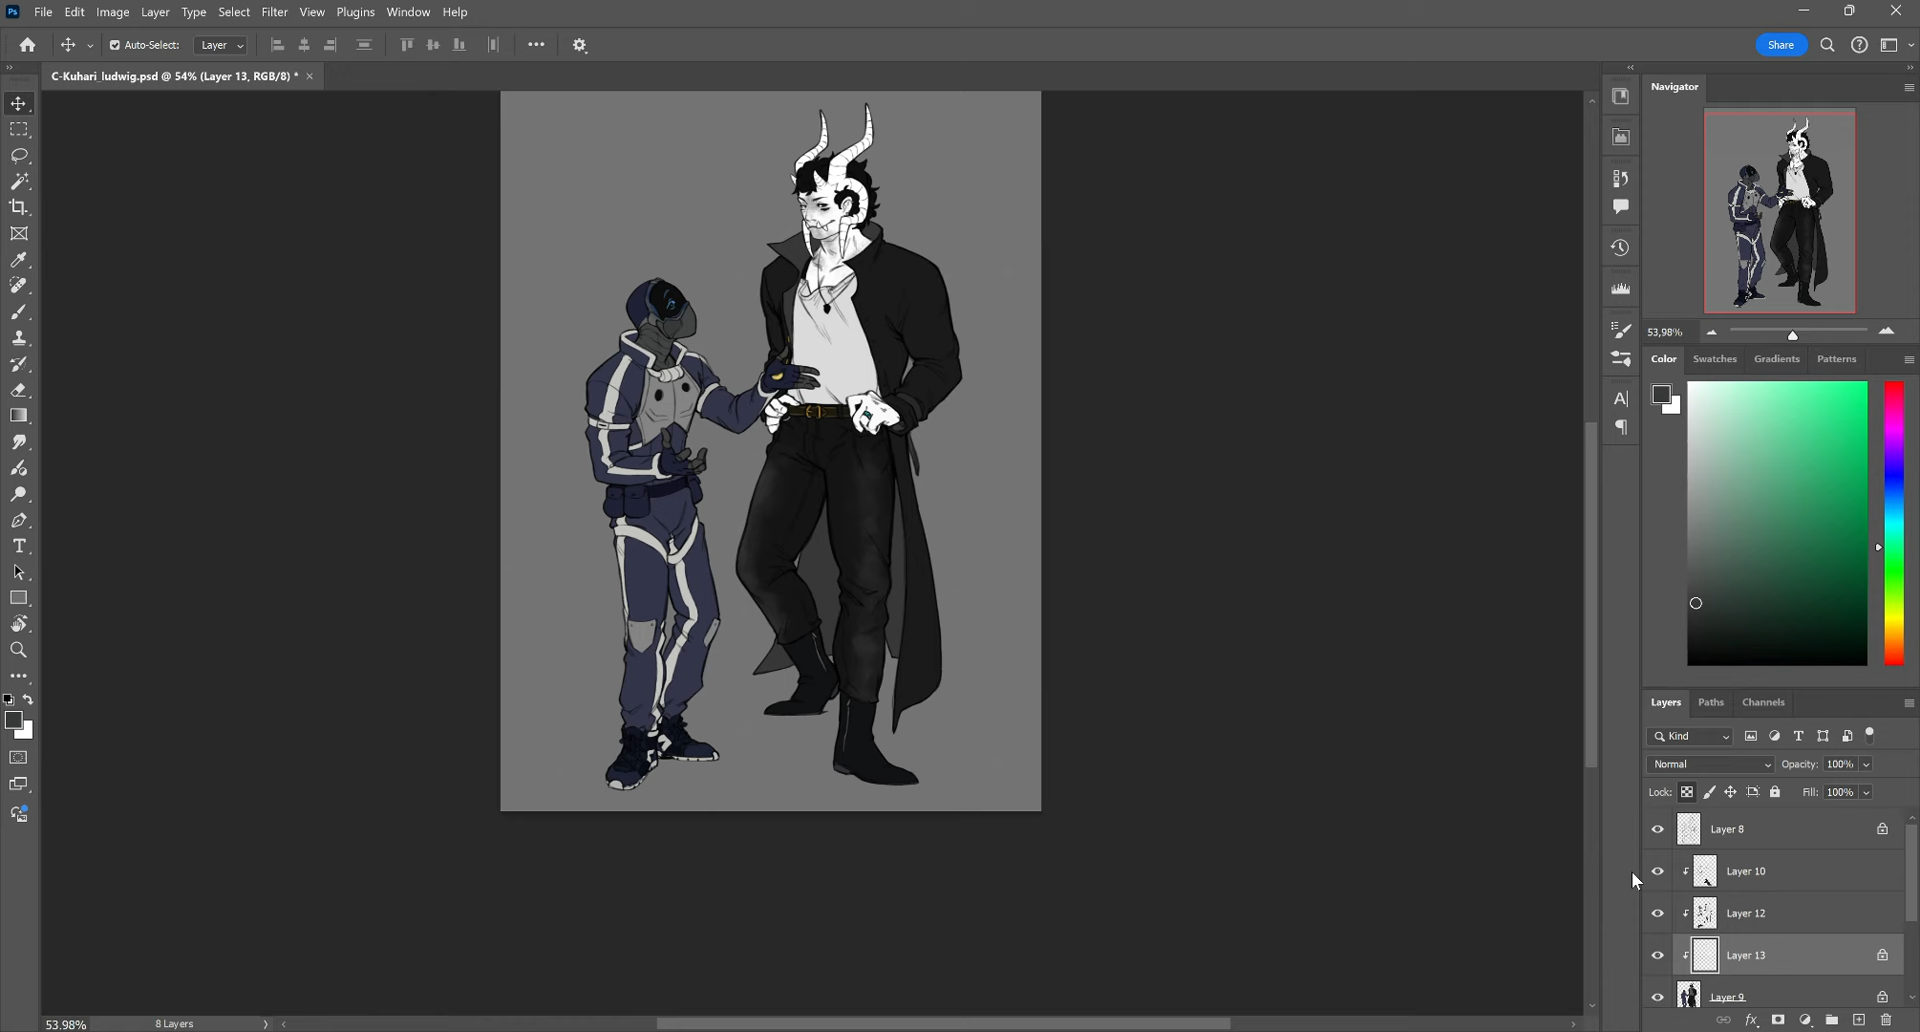 Ps File Edit Image Layer Type Select Filter View Plugins Window Help
Auto-Select: Layer Share
C-Kuhari_ludwig.psd @ 54% (Layer 13, RGB/8) *
Navigator
53,98%
Color Swatches Gradients Patterns
Layers Paths Channels
Kind
Normal Opacity: 100%
Lock: Fill: 100%
Layer 8
Layer 10
Layer 12
Layer 13
Layer 9
53.98% 8 Layers